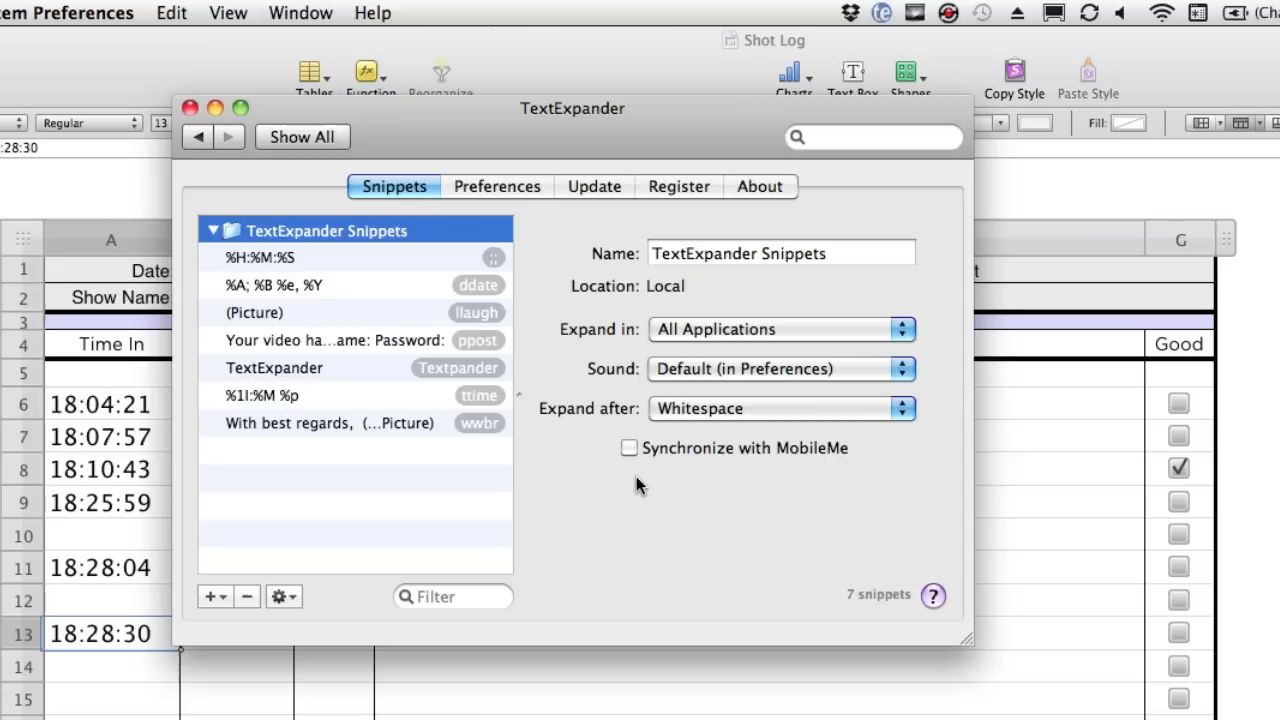 em Preferences Edit View Window Help
Shot Log
Tables Function Reorganize Charts Text Box Shapes Copy Style Paste Style
TextExpander
Regular 13 Fill:
Show All
:28:30
Snippets Preferences Update Register About
TextExpander Snippets
%H:%M:%S ;;
%A; %B %e, %Y ddate
(Picture) llaugh
Your video ha...ame: Password: ppost
TextExpander Textpander
%1I:%M %p ttime
With best regards, (...Picture) wwbr
Name: TextExpander Snippets
Location: Local
Expand in: All Applications
Sound: Default (in Preferences)
Expand after: Whitespace
Synchronize with MobileMe
Filter
7 snippets ?
A G
1 Date
2 Show Name
3
4 Time In Good
5
6 18:04:21
7 18:07:57
8 18:10:43
9 18:25:59
10
11 18:28:04
12
13 18:28:30
14
15